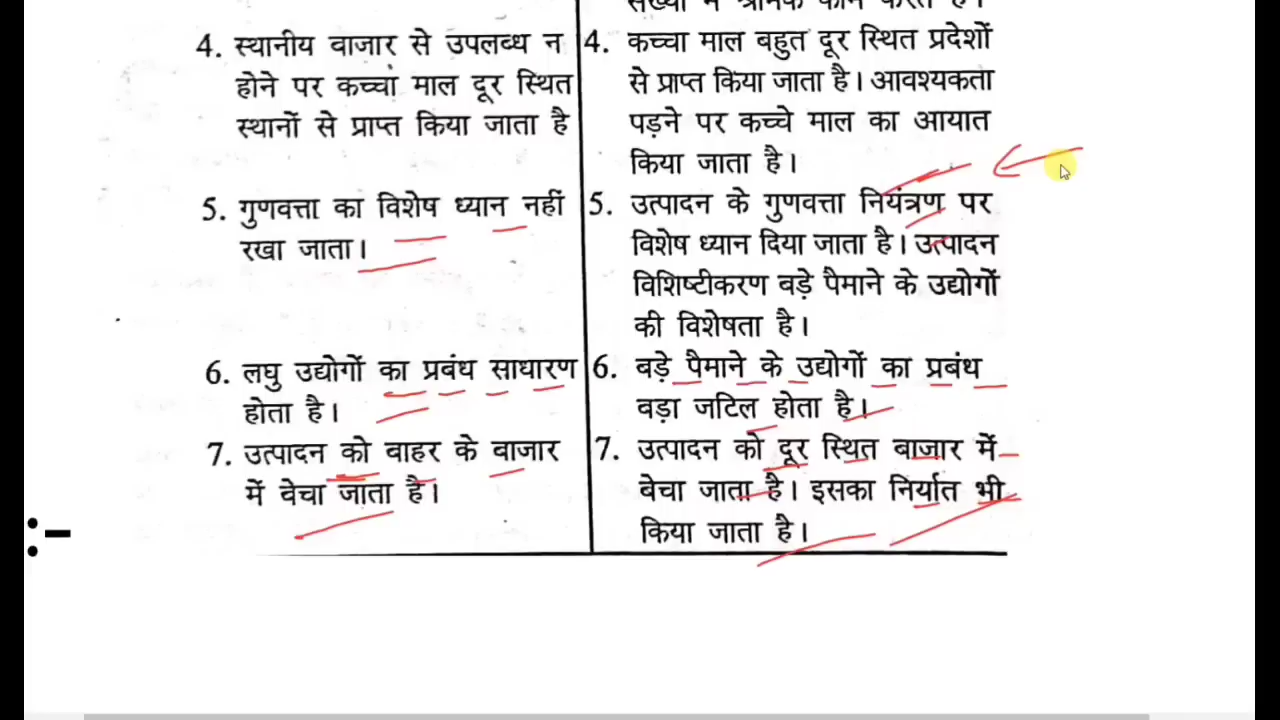 संख्या में श्रमिक काम करते हैं।
4. स्थानीय बाजार से उपलब्ध न
होने पर कच्चा माल दूर स्थित
स्थानों से प्राप्त किया जाता है
5. गुणवत्ता का विशेष ध्यान नहीं
रखा जाता।
6. लघु उद्योगों का प्रबंध साधारण
होता है।
7. उत्पादन को बाहर के बाजार
में बेचा जाता है।
4. कच्चा माल बहुत दूर स्थित प्रदेशों
से प्राप्त किया जाता है। आवश्यकता
पड़ने पर कच्चे माल का आयात
किया जाता है।
5. उत्पादन के गुणवत्ता नियंत्रण पर
विशेष ध्यान दिया जाता है। उत्पादन
विशिष्टीकरण बड़े पैमाने के उद्योगों
की विशेषता है।
6. बड़े पैमाने के उद्योगों का प्रबंध
बड़ा जटिल होता है।
7. उत्पादन को दूर स्थित बाजार में
बेचा जाता है। इसका निर्यात भी
किया जाता है।
:-